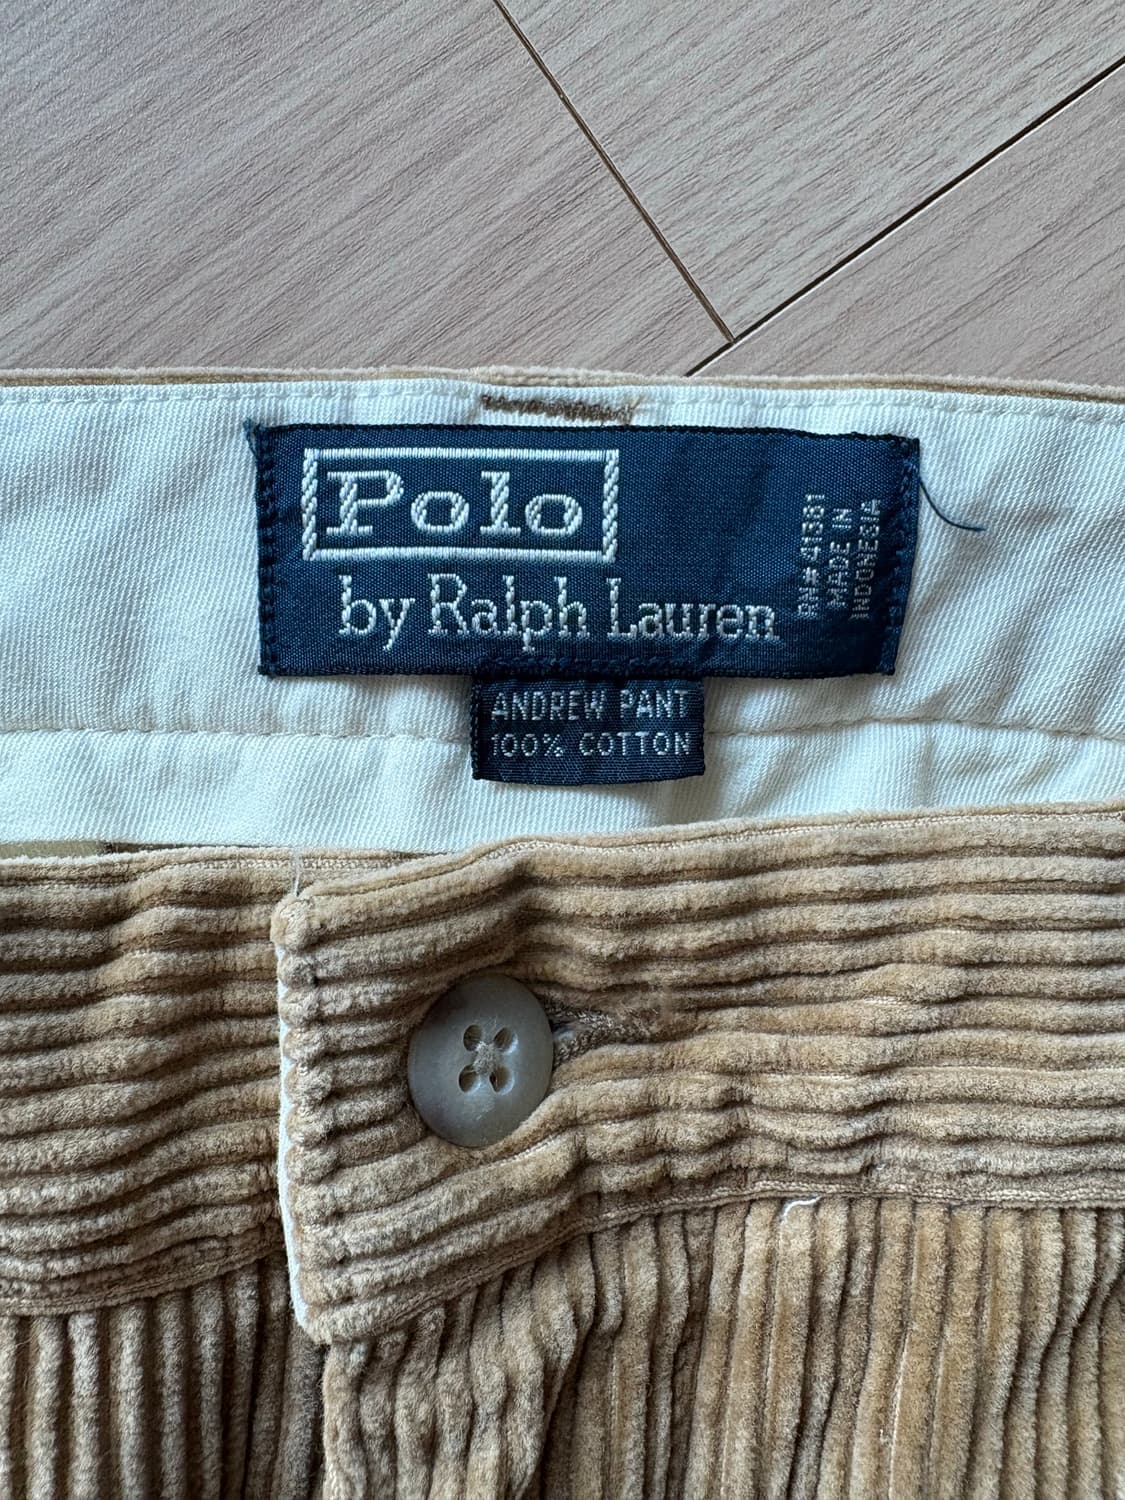 Polo
by Ralph Lauren
RN# 41381
MADE IN
INDONESIA
ANDREW PANT
100% COTTON